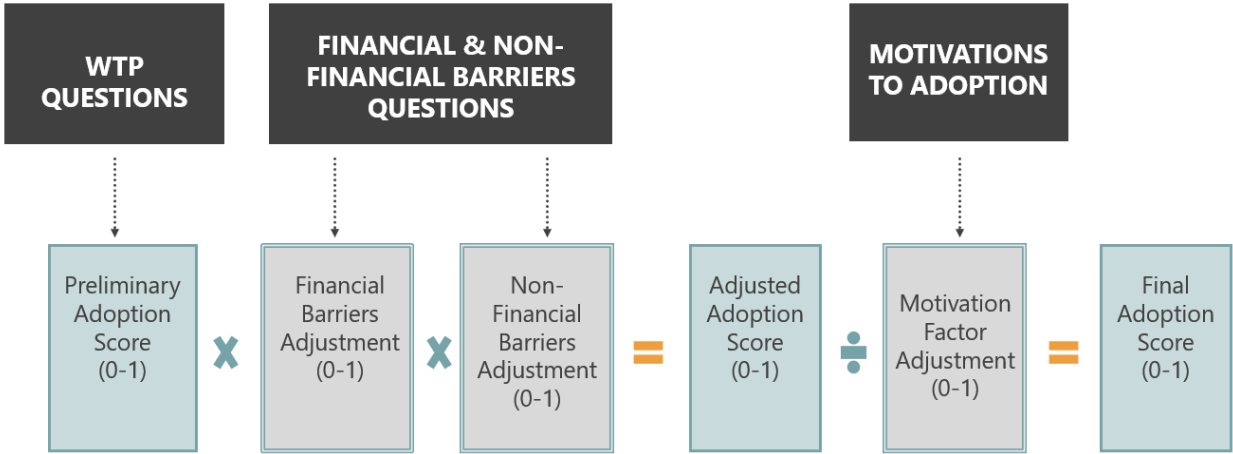 WTP
QUESTIONS
FINANCIAL & NON-
FINANCIAL BARRIERS
QUESTIONS
MOTIVATIONS
TO ADOPTION
Preliminary
Adoption
Score
(0-1)
×
Financial
Barriers
Adjustment
(0-1)
×
Non-
Financial
Barriers
Adjustment
(0-1)
=
Adjusted
Adoption
Score
(0-1)
÷
Motivation
Factor
Adjustment
(0-1)
=
Final
Adoption
Score
(0-1)